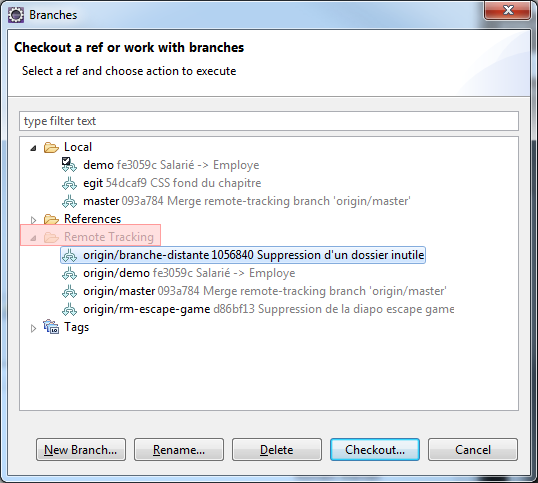 Branches
Checkout a ref or work with branches
Select a ref and choose action to execute
type filter text
Local
demo fe3059c Salarié -> Employe
egit 54dcaf9 CSS fond du chapitre
master 093a784 Merge remote-tracking branch 'origin/master'
References
Remote Tracking
origin/branche-distante 1056840 Suppression d'un dossier inutile
origin/demo fe3059c Salarié -> Employe
origin/master 093a784 Merge remote-tracking branch 'origin/master'
origin/rm-escape-game d86bf13 Suppression de la diapo escape game
Tags
New Branch... Rename... Delete Checkout... Cancel